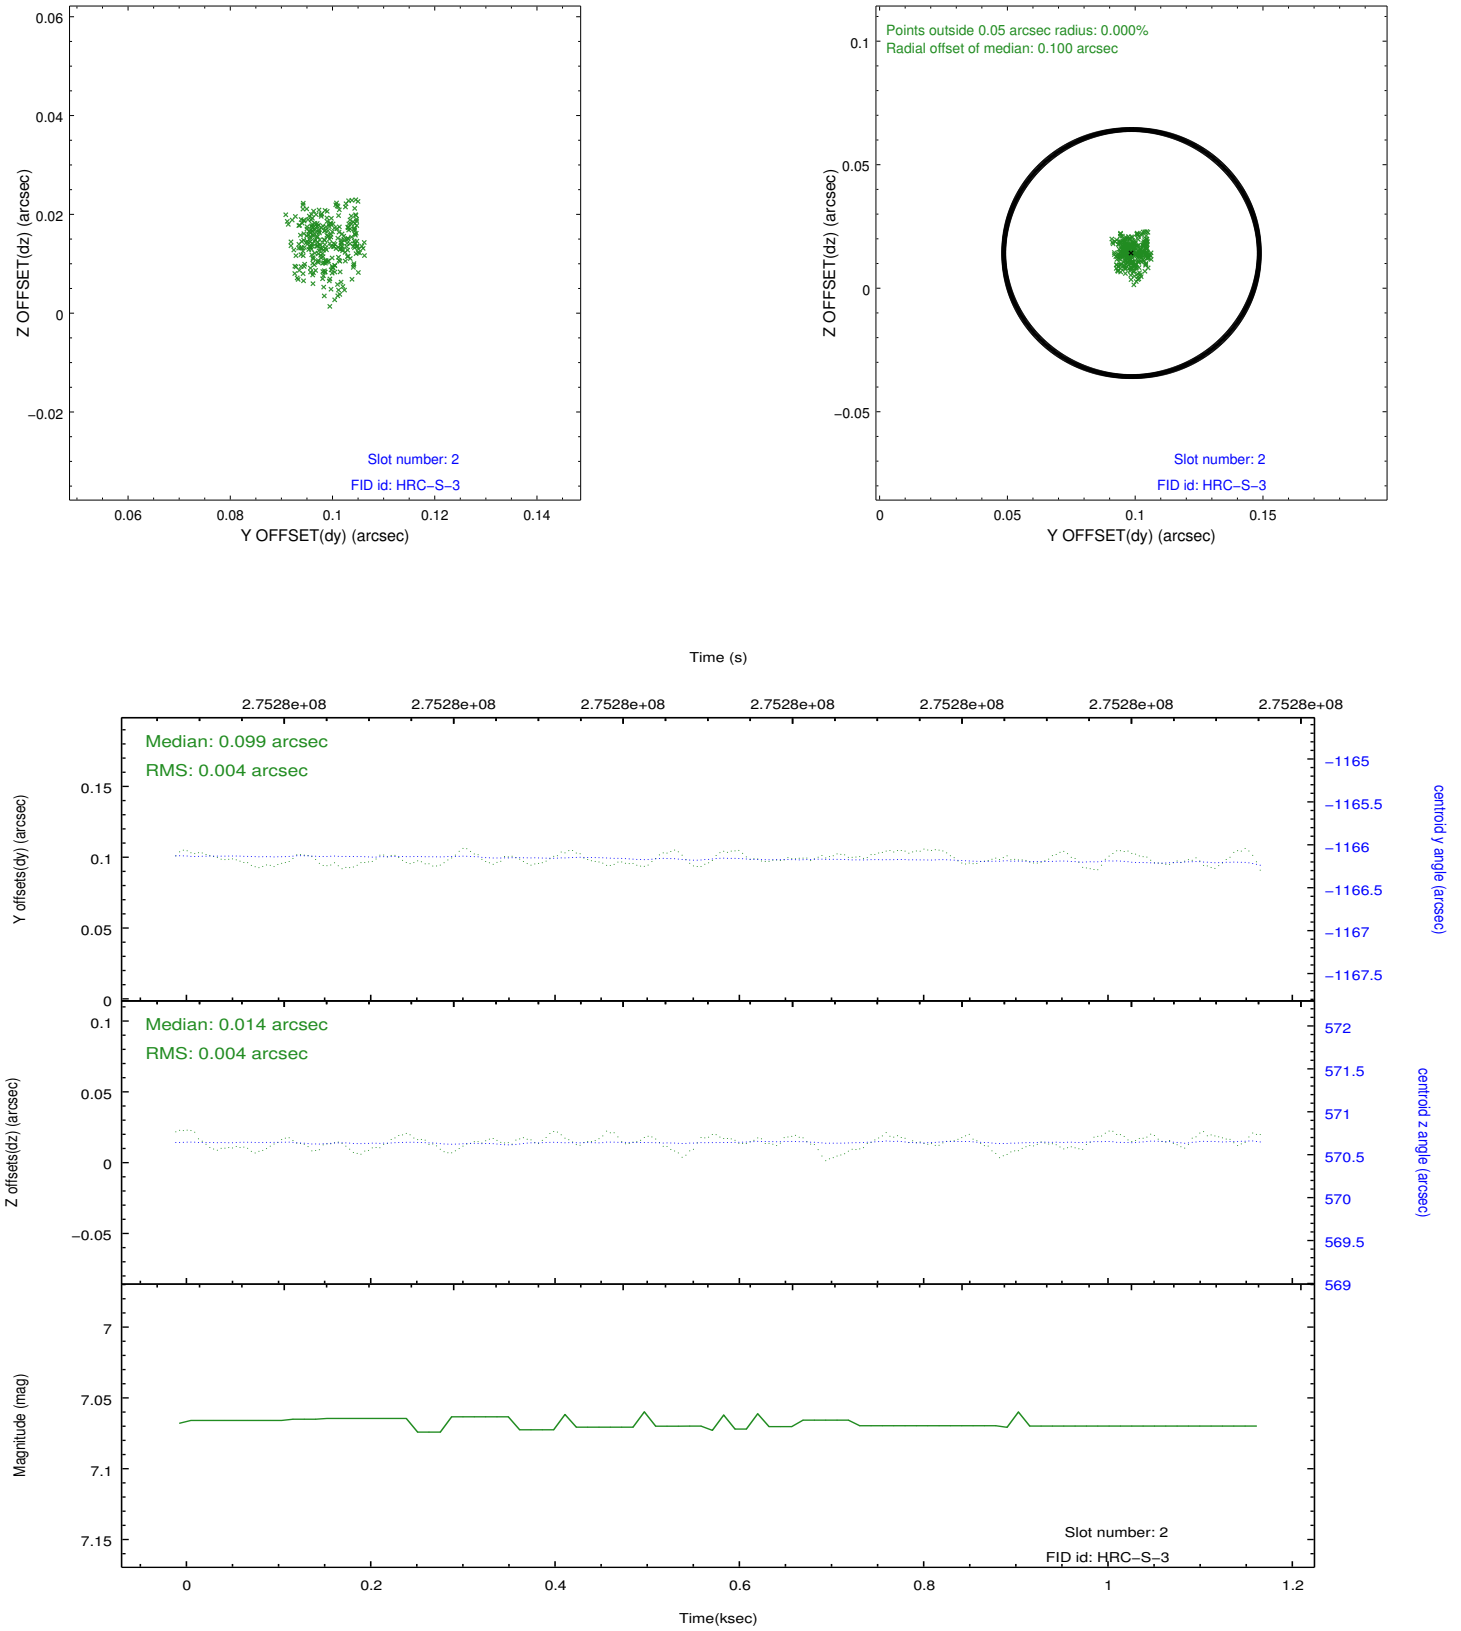 0.06
0.04
0.02
0
−0.02
Z OFFSET(dz) (arcsec)
Slot number: 2
FID id: HRC−S−3
0.06 0.08 0.1 0.12 0.14
Y OFFSET(dy) (arcsec)
Points outside 0.05 arcsec radius: 0.000%
Radial offset of median: 0.100 arcsec
0.1
0.05
0
−0.05
Z OFFSET(dz) (arcsec)
Slot number: 2
FID id: HRC−S−3
0 0.05 0.1 0.15
Y OFFSET(dy) (arcsec)
Time (s)
2.7528e+08 2.7528e+08 2.7528e+08 2.7528e+08 2.7528e+08 2.7528e+08 2.7528e+08
Median: 0.099 arcsec
RMS: 0.004 arcsec
0.15
0.1
0.05
0
Y offsets(dy) (arcsec)
−1165
−1165.5
−1166
−1166.5
−1167
−1167.5
centroid y angle (arcsec)
Median: 0.014 arcsec
RMS: 0.004 arcsec
0.1
0.05
0
−0.05
Z offsets(dz) (arcsec)
572
571.5
571
570.5
570
569.5
569
centroid z angle (arcsec)
7
7.05
7.1
7.15
Magnitude (mag)
Slot number: 2
FID id: HRC−S−3
0 0.2 0.4 0.6 0.8 1 1.2
Time(ksec)